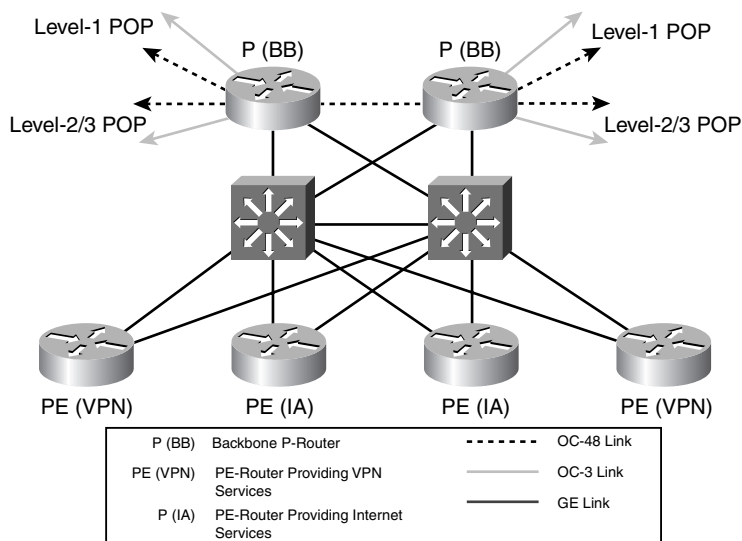 Level-1 POP
P (BB)
P (BB)
Level-1 POP
Level-2/3 POP
Level-2/3 POP
PE (VPN)
PE (IA)
PE (IA)
PE (VPN)
P (BB) Backbone P-Router
PE (VPN) PE-Router Providing VPN
Services
P (IA) PE-Router Providing Internet
Services
OC-48 Link
OC-3 Link
GE Link